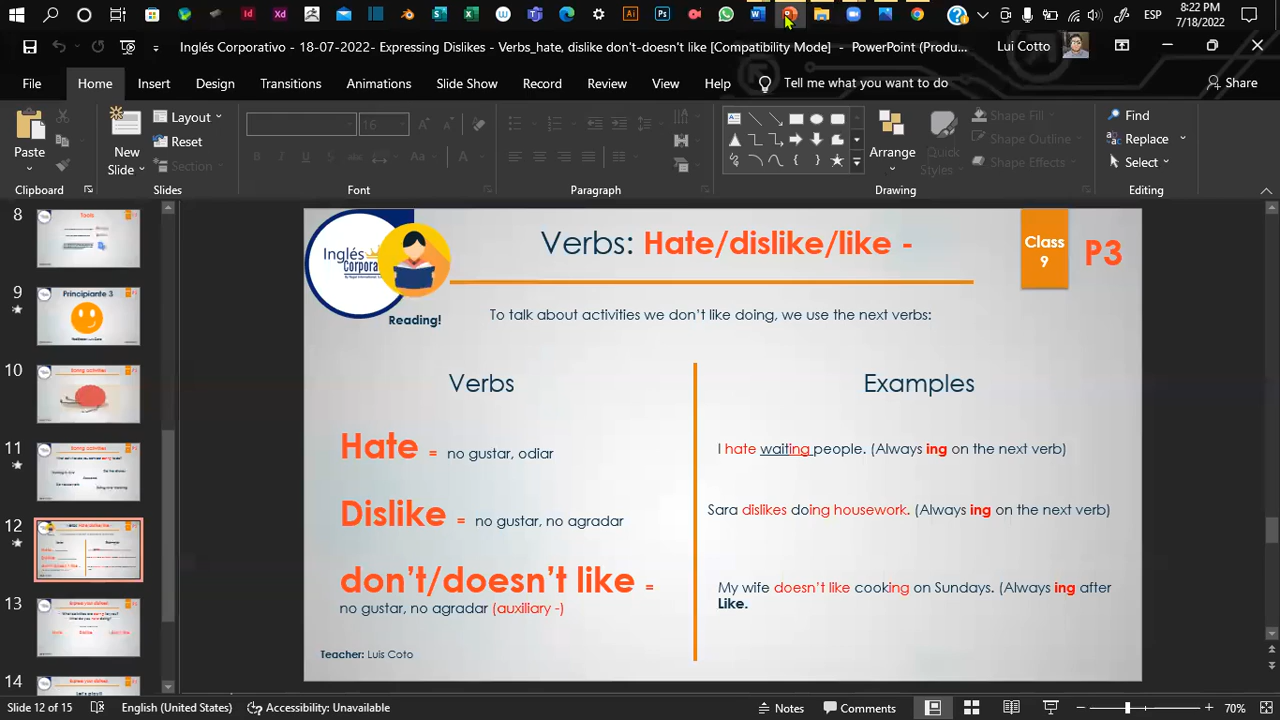 8:22 PM
ESP
7/18/2022
Inglés Corporativo - 18-07-2022- Expressing Dislikes - Verbs_hate, dislike don't-doesn't like [Compatibility Mode] - PowerPoint (Produ...
Lui Cotto
File Home Insert Design Transitions Animations Slide Show Record Review View Help Tell me what you want to do Share
Paste
New Slide
Layout
Reset
Section
16
Arrange
Quick Styles
Shape Fill
Shape Outline
Shape Effects
Find
Replace
Select
Clipboard Slides Font Paragraph Drawing Editing
8
Tools
9
Principiante 3
10
11
12
13
14
Inglés
Corporativo
Reading!
Verbs: Hate/dislike/like -
Class
9
P3
To talk about activities we don't like doing, we use the next verbs:
Verbs
Hate = no gustar, odiar
Dislike = no gustar, no agradar
don't/doesn't like =
no gustar, no agradar (auxiliary -)
Teacher: Luis Coto
Examples
I hate waiting people. (Always ing on the next verb)
Sara dislikes doing housework. (Always ing on the next verb)
My wife doesn't like cooking on Sundays. (Always ing after
Like.
Slide 12 of 15 English (United States) Accessibility: Unavailable Notes Comments 70%